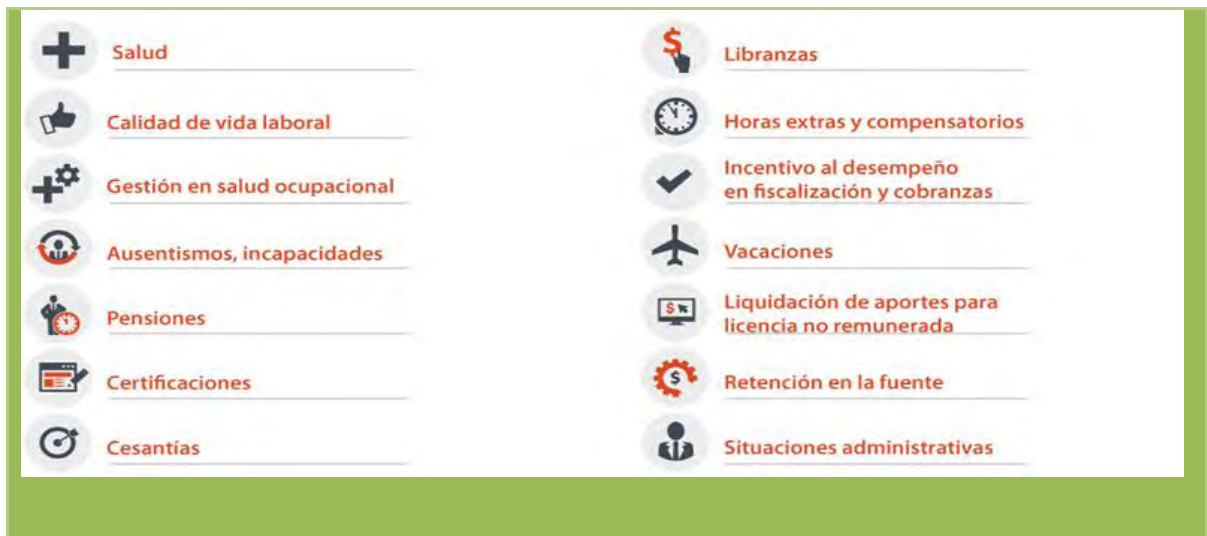 Salud
Calidad de vida laboral
Gestión en salud ocupacional
Ausentismos, incapacidades
Pensiones
Certificaciones
Cesantías
Libranzas
Horas extras y compensatorios
Incentivo al desempeño
en fiscalización y cobranzas
Vacaciones
Liquidación de aportes para
licencia no remunerada
Retención en la fuente
Situaciones administrativas